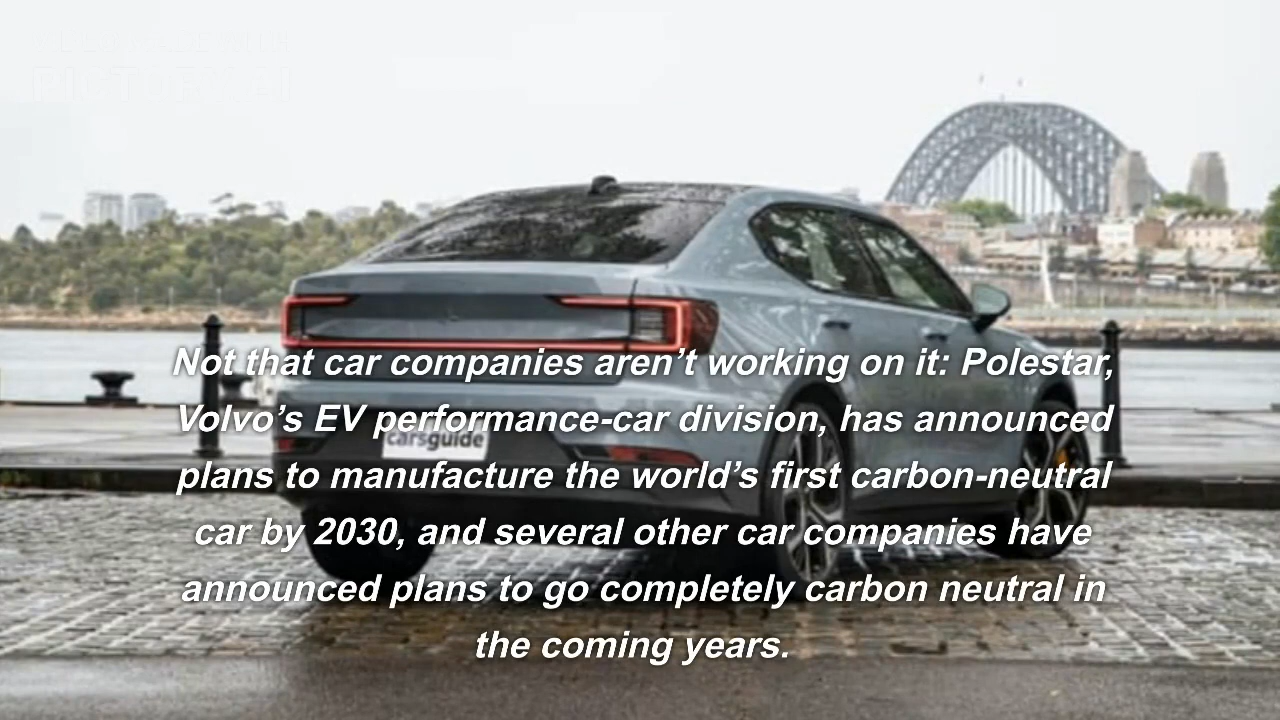 Not that car companies aren't working on it: Polestar,
Volvo's EV performance-car division, has announced
carsguide
plans to manufacture the world's first carbon-neutral
car by 2030, and several other car companies have
announced plans to go completely carbon neutral in
the coming years.